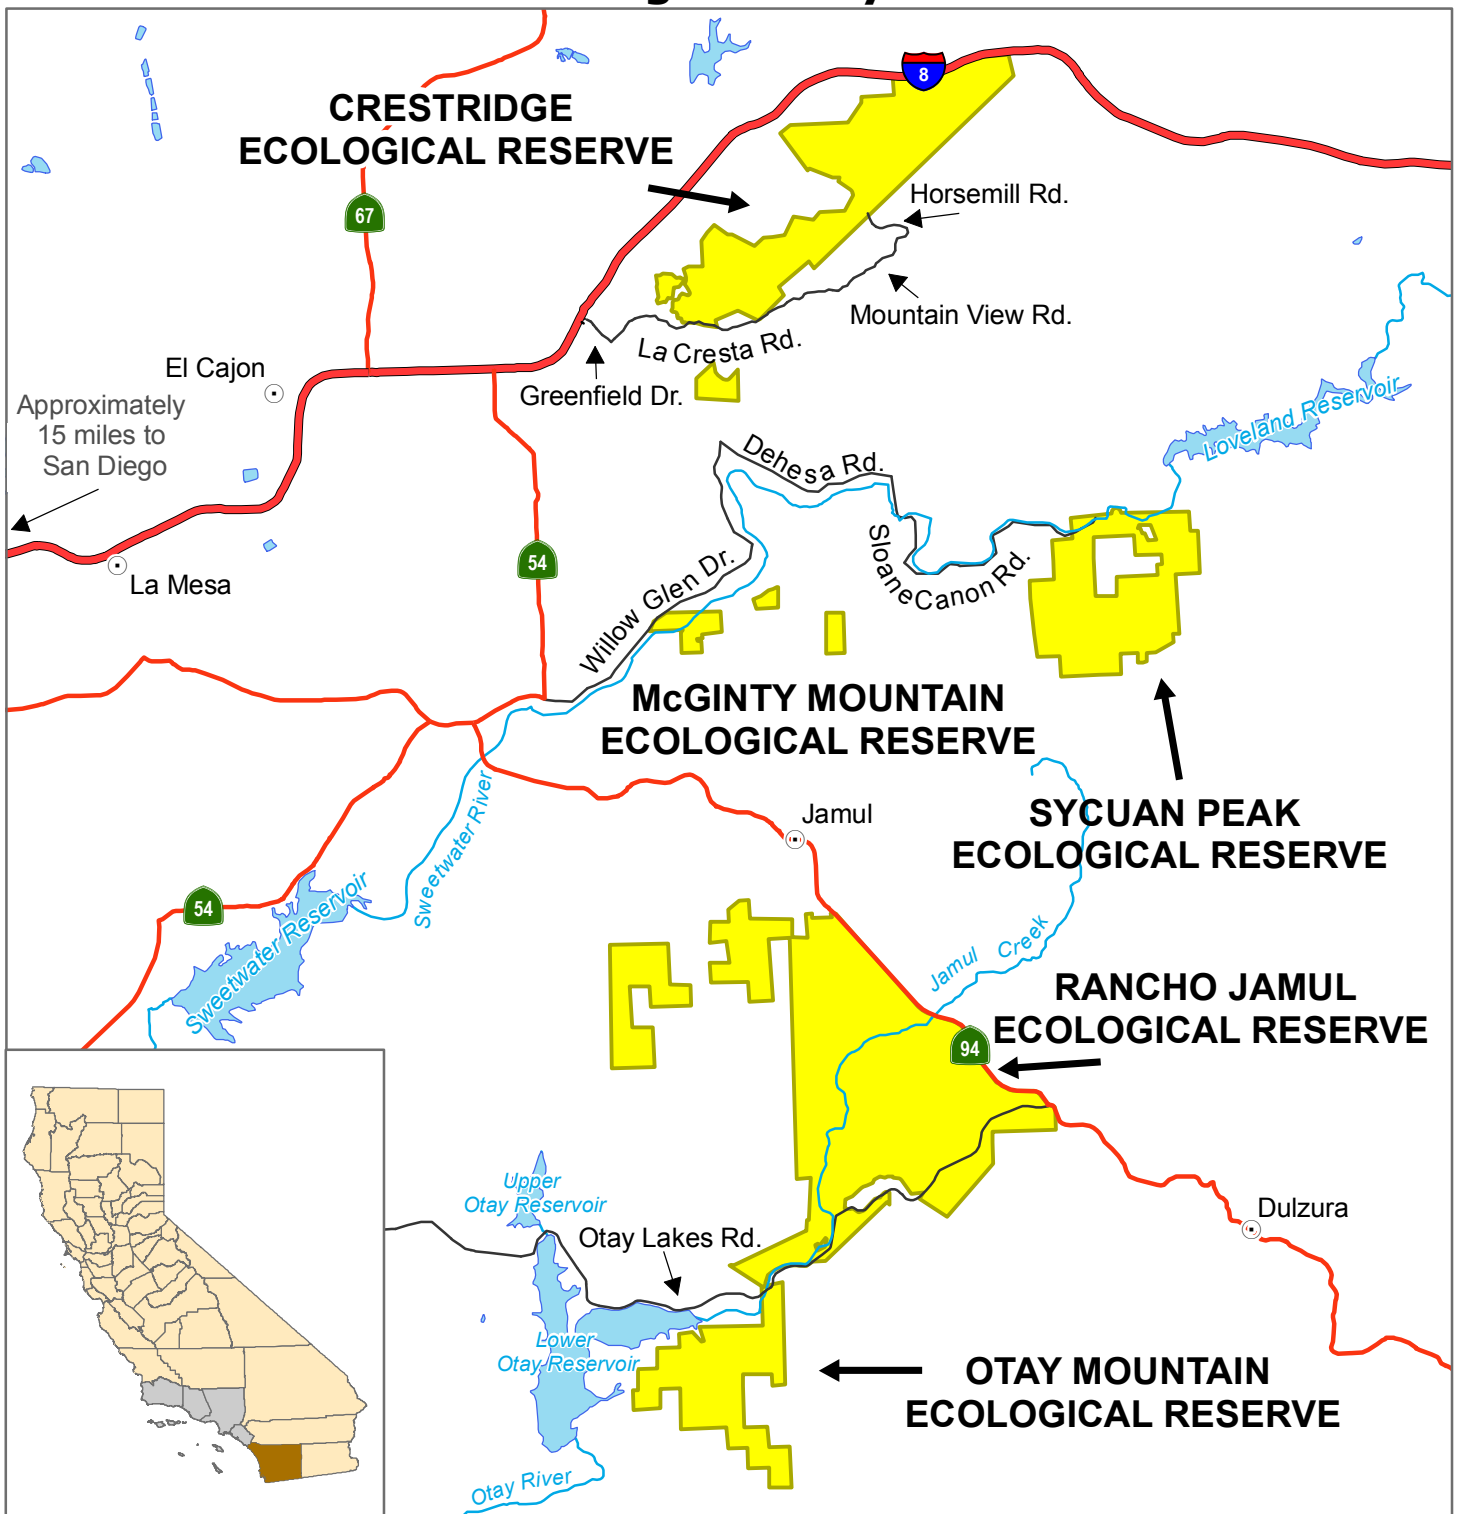 8
CRESTRIDGE
ECOLOGICAL RESERVE
67
Horsemill Rd.
Mountain View Rd.
La Cresta Rd.
El Cajon
Greenfield Dr.
Approximately
15 miles to
San Diego
Loveland Reservoir
Dehesa Rd.
Sloane Canon Rd.
54
La Mesa
Willow Glen Dr.
McGINTY MOUNTAIN
ECOLOGICAL RESERVE
Sweetwater River
Jamul
SYCUAN PEAK
ECOLOGICAL RESERVE
54
Sweetwater Reservoir
Jamul Creek
RANCHO JAMUL
ECOLOGICAL RESERVE
94
Upper
Otay Reservoir
Otay Lakes Rd.
Dulzura
Lower
Otay Reservoir
OTAY MOUNTAIN
ECOLOGICAL RESERVE
Otay River